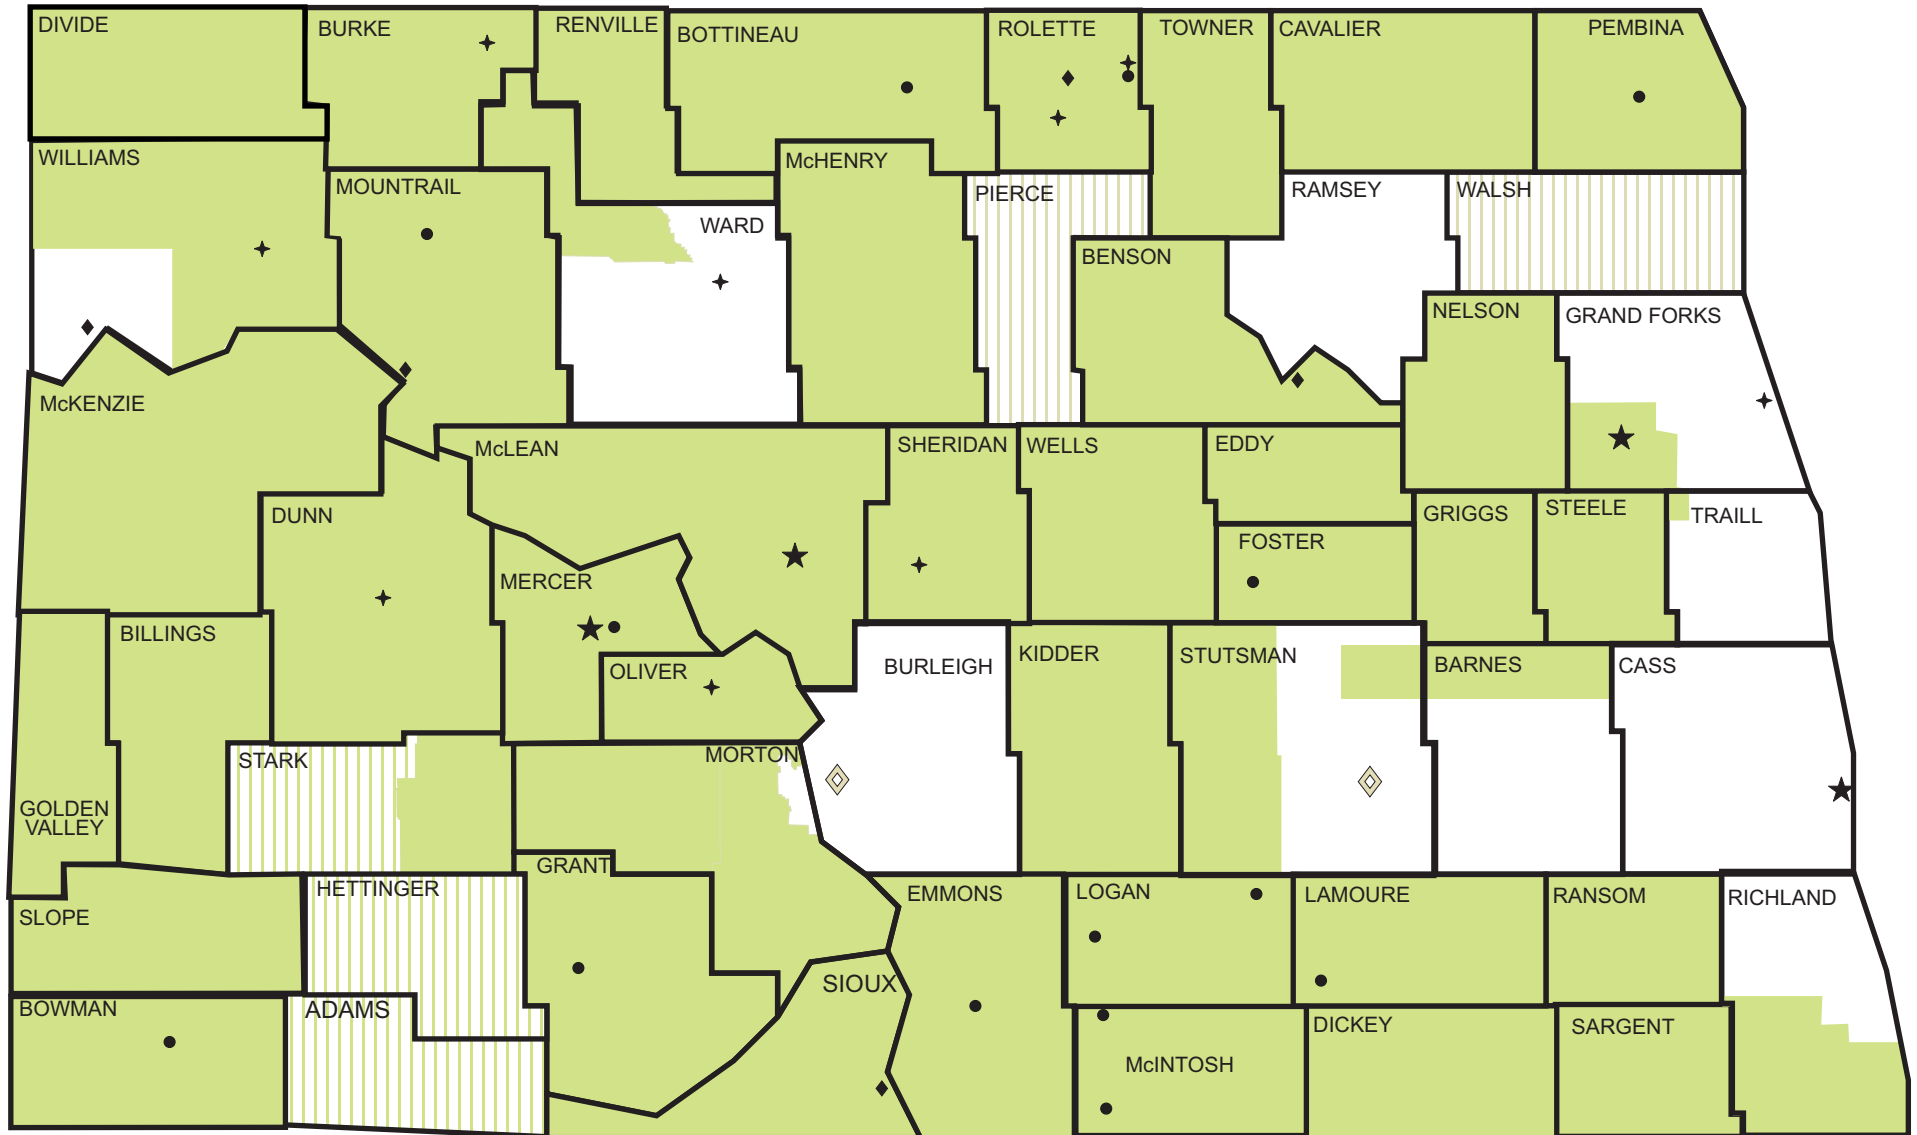 DIVIDE
BURKE
RENVILLE
BOTTINEAU
ROLETTE
TOWNER
CAVALIER
PEMBINA
WILLIAMS
MOUNTRAIL
McHENRY
PIERCE
RAMSEY
WALSH
WARD
BENSON
NELSON
GRAND FORKS
McKENZIE
McLEAN
SHERIDAN
WELLS
EDDY
DUNN
GRIGGS
STEELE
TRAILL
FOSTER
MERCER
BILLINGS
OLIVER
BURLEIGH
KIDDER
STUTSMAN
BARNES
CASS
STARK
MORTON
GOLDEN
VALLEY
GRANT
HETTINGER
EMMONS
LOGAN
LAMOURE
RANSOM
RICHLAND
SLOPE
SIOUX
BOWMAN
ADAMS
DICKEY
SARGENT
McINTOSH